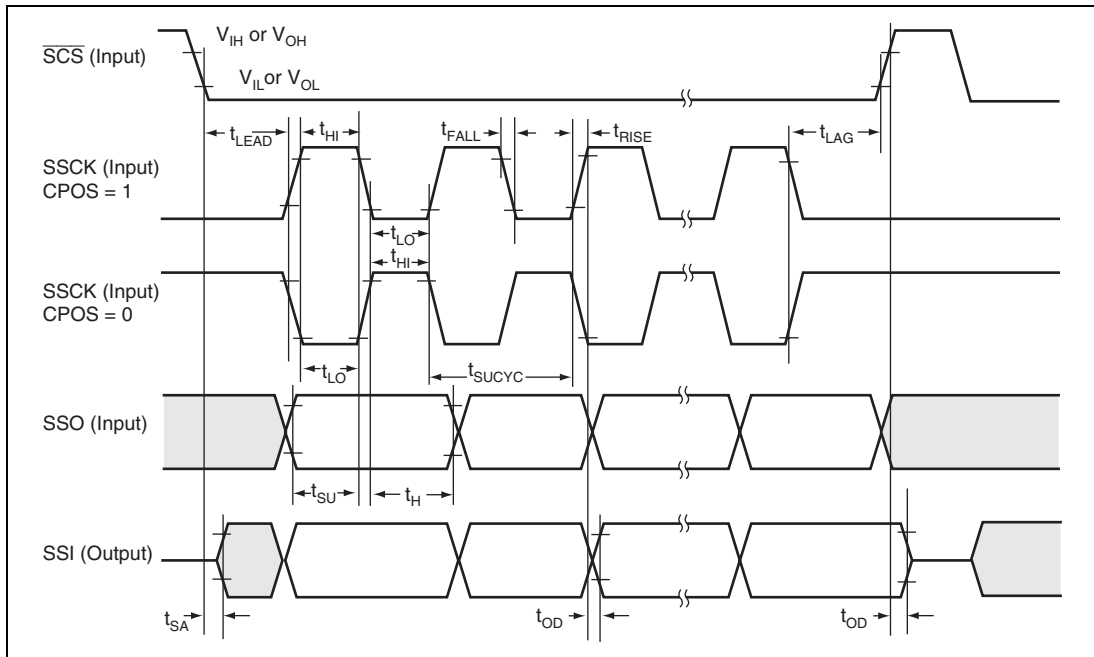 V_IH or V_OH
SCS (Input)
V_IL or V_OL
t_LEAD
t_HI
t_FALL
t_RISE
t_LAG
SSCK (Input)
CPOS = 1
t_LO
t_HI
SSCK (Input)
CPOS = 0
t_LO
t_SUCYC
SSO (Input)
t_SU
t_H
SSI (Output)
t_SA
t_OD
t_OD